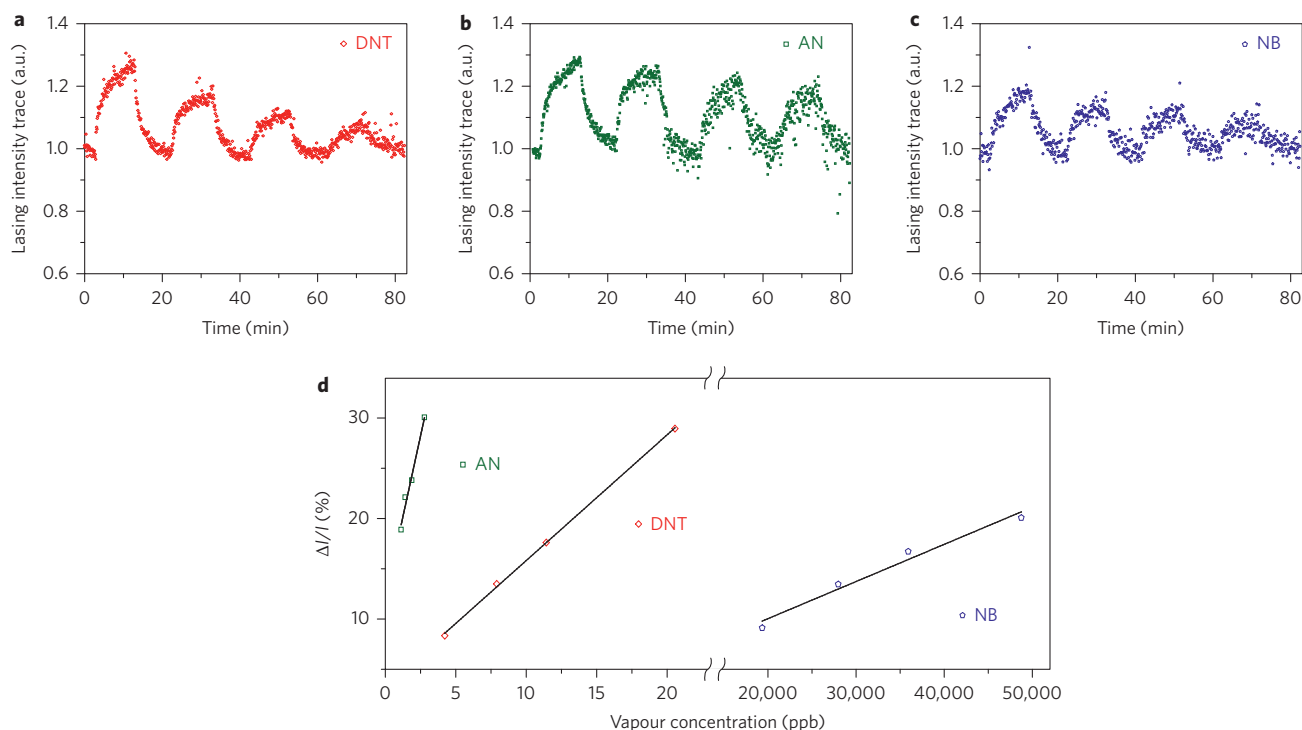 a
1.4
1.2
1.0
0.8
0.6
Lasing intensity trace (a.u.)
DNT
0 20 40 60 80
Time (min)
b
1.4
1.2
1.0
0.8
0.6
Lasing intensity trace (a.u.)
AN
0 20 40 60 80
Time (min)
c
1.4
1.2
1.0
0.8
0.6
Lasing intensity trace (a.u.)
NB
0 20 40 60 80
Time (min)
d
30
20
10
ΔI/I (%)
AN
DNT
NB
0 5 10 15 20 20,000 30,000 40,000 50,000
Vapour concentration (ppb)